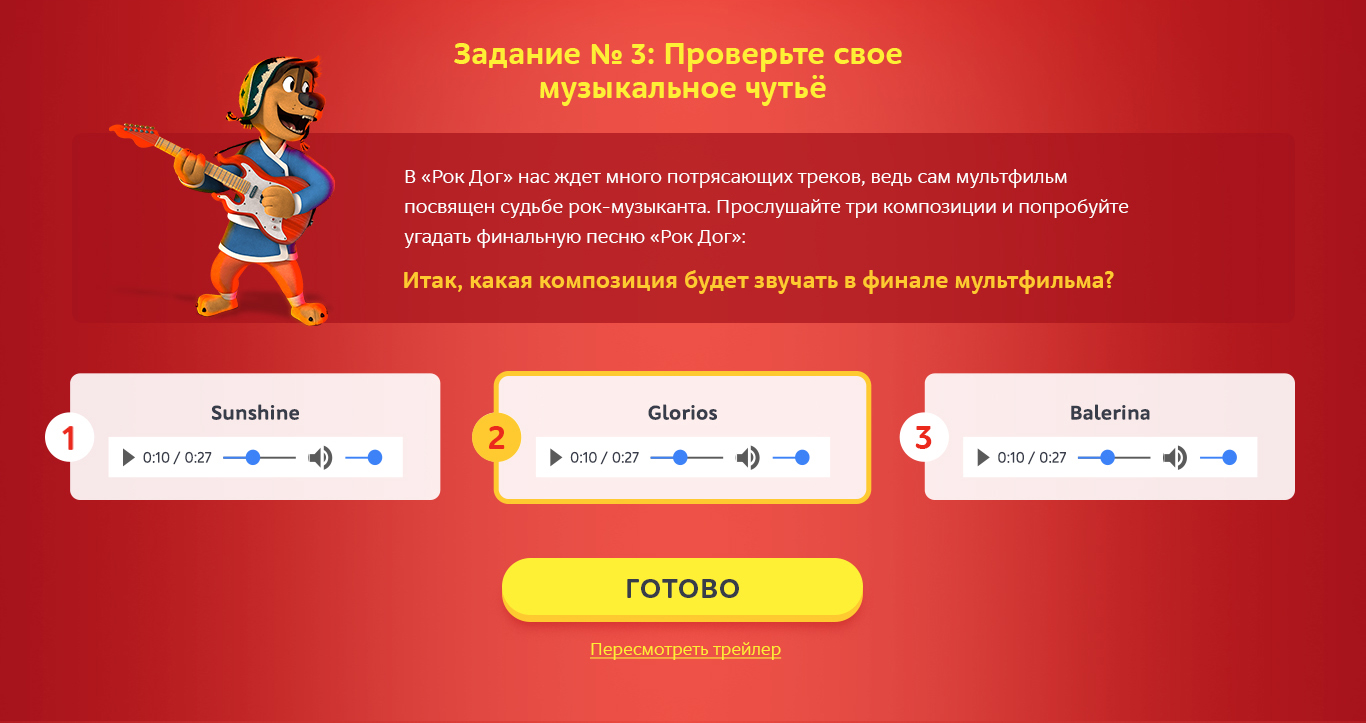 Задание № 3: Проверьте свое
музыкальное чутьё
В «Рок Дог» нас ждет много потрясающих треков, ведь сам мультфильм
посвящен судьбе рок-музыканта. Прослушайте три композиции и попробуйте
угадать финальную песню «Рок Дог»:
Итак, какая композиция будет звучать в финале мультфильма?
1
Sunshine
0:10 / 0:27
2
Glorios
0:10 / 0:27
3
Balerina
0:10 / 0:27
ГОТОВО
Пересмотреть трейлер